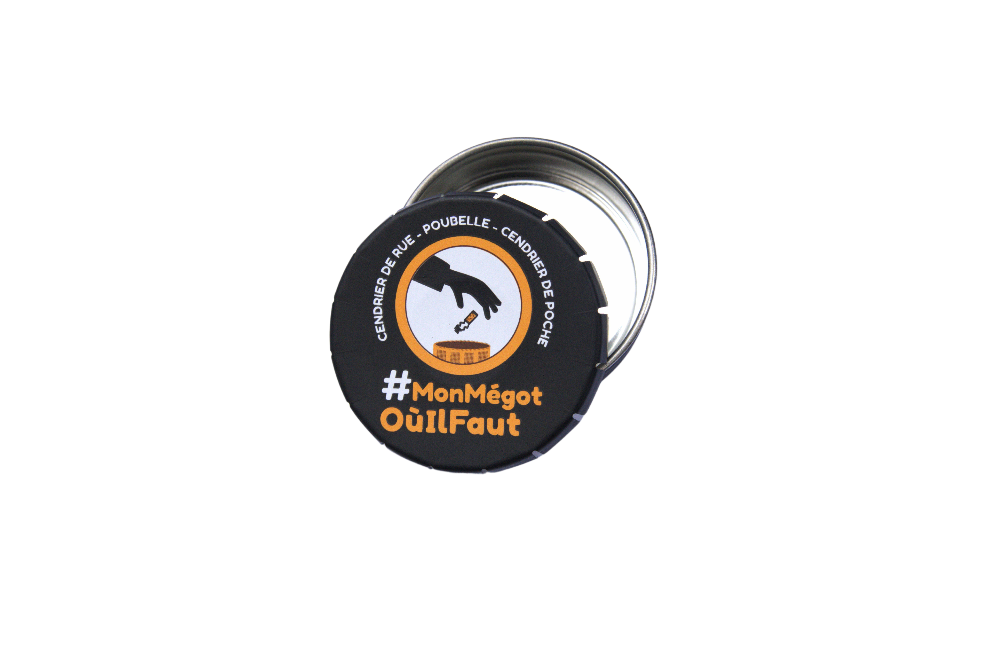 CENDRIER DE RUE - POUBELLE - CENDRIER DE POCHE
#MonMégot
OùIlFaut